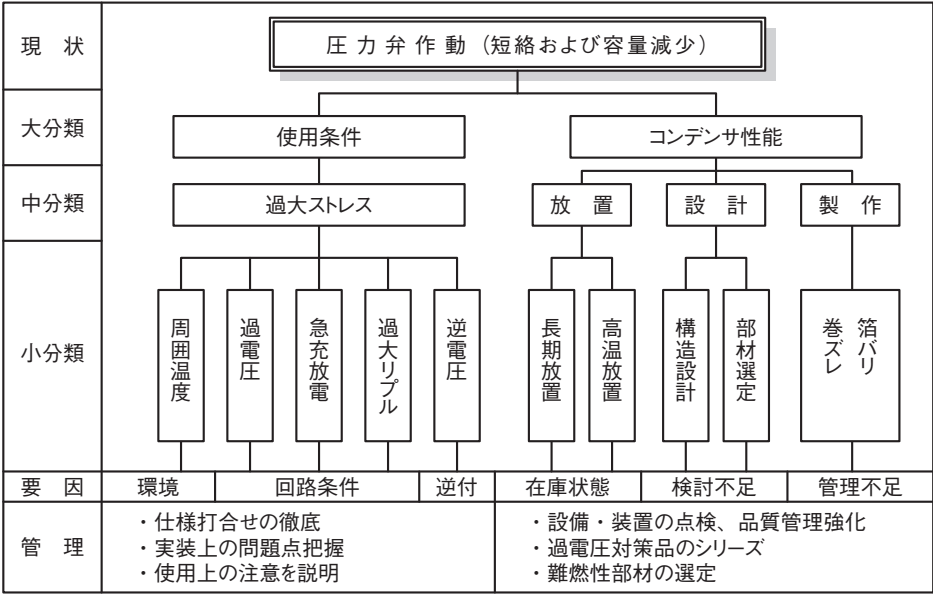 現 状
圧力弁作動（短絡および容量減少）
大分類
使用条件
コンデンサ性能
中分類
過大ストレス
放 置
設 計
製 作
小分類
周囲温度
過電圧
急充放電
過大リプル
逆電圧
長期放置
高温放置
構造設計
部材選定
箔バリ
巻ズレ
要 因
環境
回路条件
逆付
在庫状態
検討不足
管理不足
管 理
・仕様打合せの徹底
・実装上の問題点把握
・使用上の注意を説明
・設備・装置の点検、品質管理強化
・過電圧対策品のシリーズ
・難燃性部材の選定